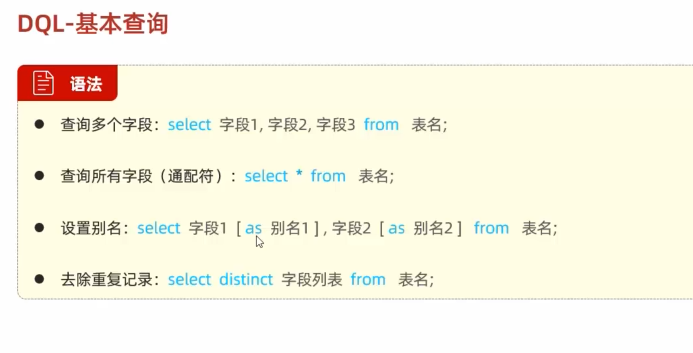 DQL-基本查询
语法
● 查询多个字段：select 字段1, 字段2, 字段3 from 表名;
● 查询所有字段（通配符）：select * from 表名;
● 设置别名：select 字段1 [ as 别名1 ] , 字段2 [ as 别名2 ] from 表名;
● 去除重复记录：select distinct 字段列表 from 表名;